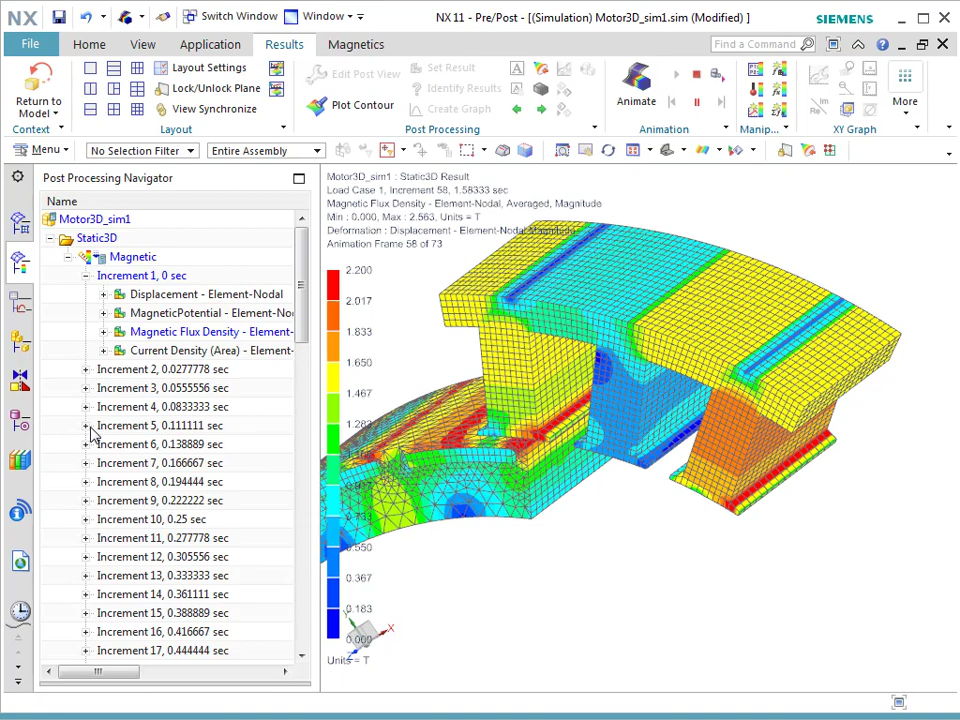 NX
Switch Window
Window
NX 11 - Pre/Post - [(Simulation) Motor3D_sim1.sim (Modified) ]
SIEMENS
File
Home
View
Application
Results
Magnetics
Find a Command
Return to
Model
Context
Layout Settings
Lock/Unlock Plane
View Synchronize
Layout
Edit Post View
Plot Contour
Set Result
Identify Results
Create Graph
Post Processing
Animate
Animation
Manip...
XY Graph
More
Menu
No Selection Filter
Entire Assembly
Post Processing Navigator
Name
Motor3D_sim1
Static3D
Magnetic
Increment 1, 0 sec
Displacement - Element-Nodal
MagneticPotential - Element-No
Magnetic Flux Density - Element-
Current Density (Area) - Element-
Increment 2, 0.0277778 sec
Increment 3, 0.0555556 sec
Increment 4, 0.0833333 sec
Increment 5, 0.111111 sec
Increment 6, 0.138889 sec
Increment 7, 0.166667 sec
Increment 8, 0.194444 sec
Increment 9, 0.222222 sec
Increment 10, 0.25 sec
Increment 11, 0.277778 sec
Increment 12, 0.305556 sec
Increment 13, 0.333333 sec
Increment 14, 0.361111 sec
Increment 15, 0.388889 sec
Increment 16, 0.416667 sec
Increment 17, 0.444444 sec
Motor3D_sim1 : Static3D Result
Load Case 1, Increment 58, 1.58333 sec
Magnetic Flux Density - Element-Nodal, Averaged, Magnitude
Min : 0.000, Max : 2.563, Units = T
Deformation : Displacement - Element-Nodal Magnitude
Animation Frame 58 of 73
2.200
2.017
1.833
1.650
1.467
1.283
0.733
0.550
0.367
0.183
0.000
Units = T
Y
X
Z